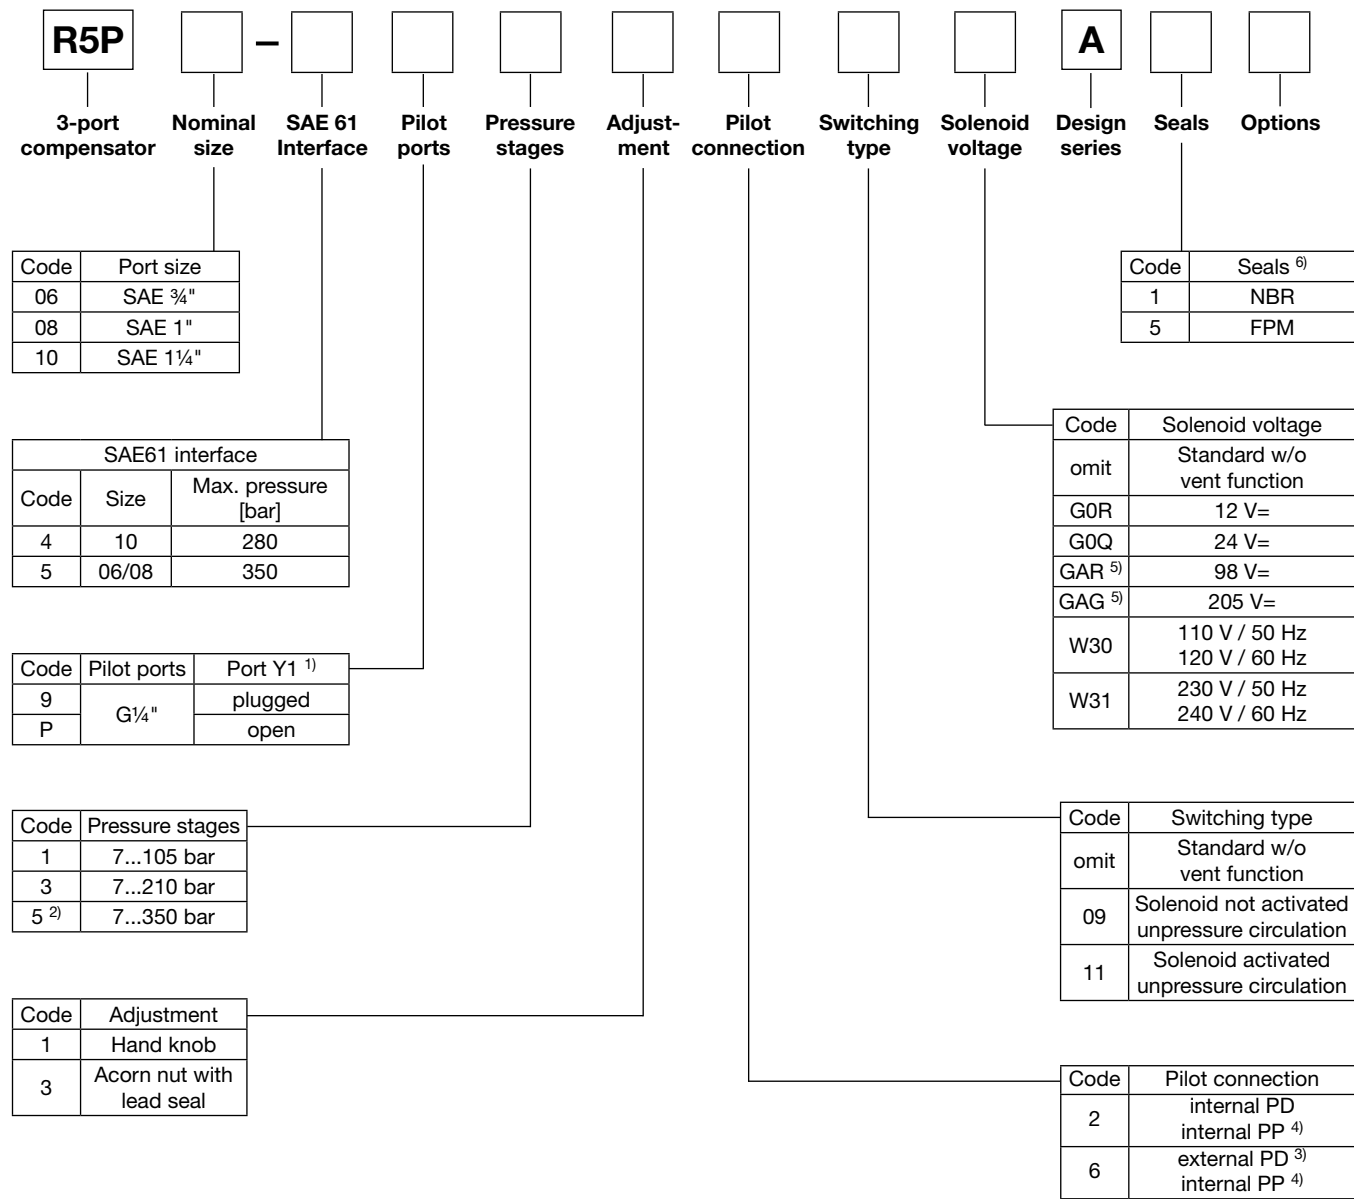 R5P – A
3-port compensator
Nominal size
SAE 61 Interface
Pilot ports
Pressure stages
Adjust-ment
Pilot connection
Switching type
Solenoid voltage
Design series
Seals
Options
Code Port size
06 SAE ¾"
08 SAE 1"
10 SAE 1¼"
SAE61 interface
Code Size Max. pressure [bar]
4 10 280
5 06/08 350
Code Pilot ports Port Y1 1)
9 G¼" plugged
P open
Code Pressure stages
1 7...105 bar
3 7...210 bar
5 2) 7...350 bar
Code Adjustment
1 Hand knob
3 Acorn nut with
lead seal
Code Seals 6)
1 NBR
5 FPM
Code Solenoid voltage
omit Standard w/o
vent function
G0R 12 V=
G0Q 24 V=
GAR 5) 98 V=
GAG 5) 205 V=
W30 110 V / 50 Hz
120 V / 60 Hz
W31 230 V / 50 Hz
240 V / 60 Hz
Code Switching type
omit Standard w/o
vent function
09 Solenoid not activated
unpressure circulation
11 Solenoid activated
unpressure circulation
Code Pilot connection
2 internal PD
internal PP 4)
6 external PD 3)
internal PP 4)